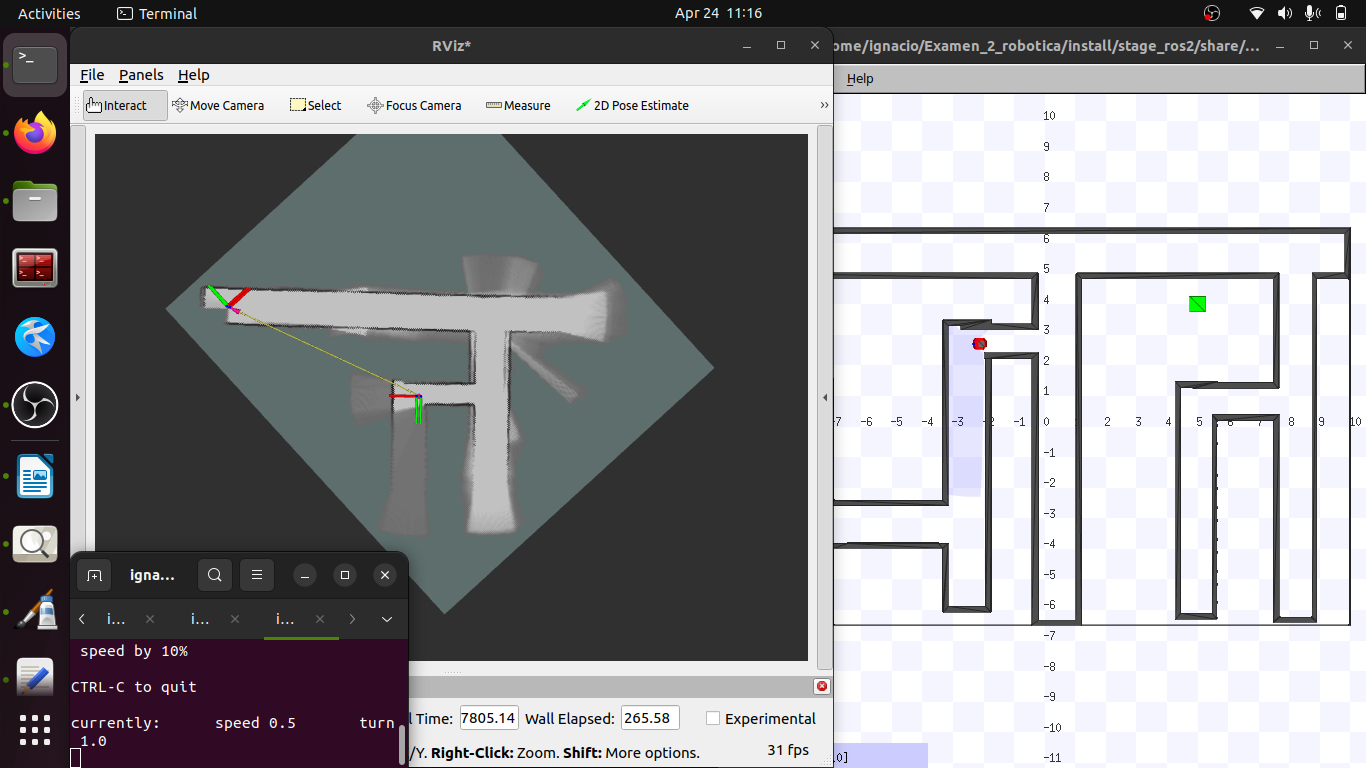 Activities
Terminal
Apr 24 11:16
RViz*
ome/ignacio/Examen_2_robotica/install/stage_ros2/share/...
File Panels Help
Help
Interact Move Camera Select Focus Camera Measure 2D Pose Estimate »
10
9
8
7
6
5
4
3
2
1
-7 -6 -5 -4 -3 -2 -1 0 1 2 3 4 5 6 7 8 9 10
-1
-2
-3
-4
-5
-6
-7
-8
-9
-10
-11
igna...
i... i... i...
speed by 10%
CTRL-C to quit
currently: speed 0.5 turn
1.0
l Time: 7805.14 Wall Elapsed: 265.58 Experimental
/Y. Right-Click: Zoom. Shift: More options. 31 fps
0]